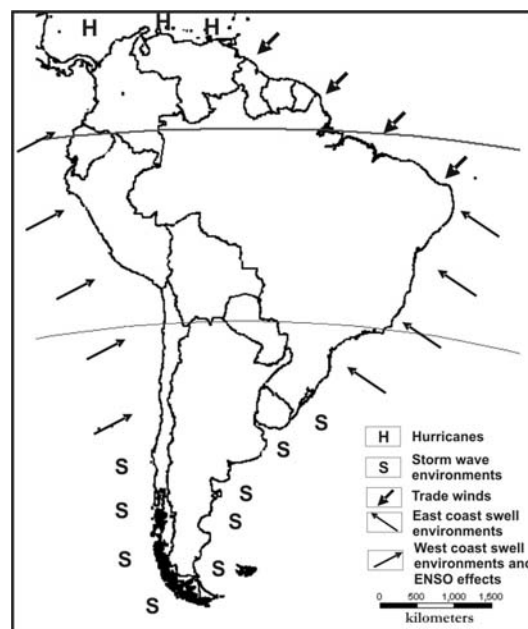 H H H
S
S
S S
S S
S S
S
H Hurricanes
S Storm wave
environments
Trade winds
East coast swell
environments
West coast swell
environments and
ENSO effects
0 500 1,000 1,500
kilometers